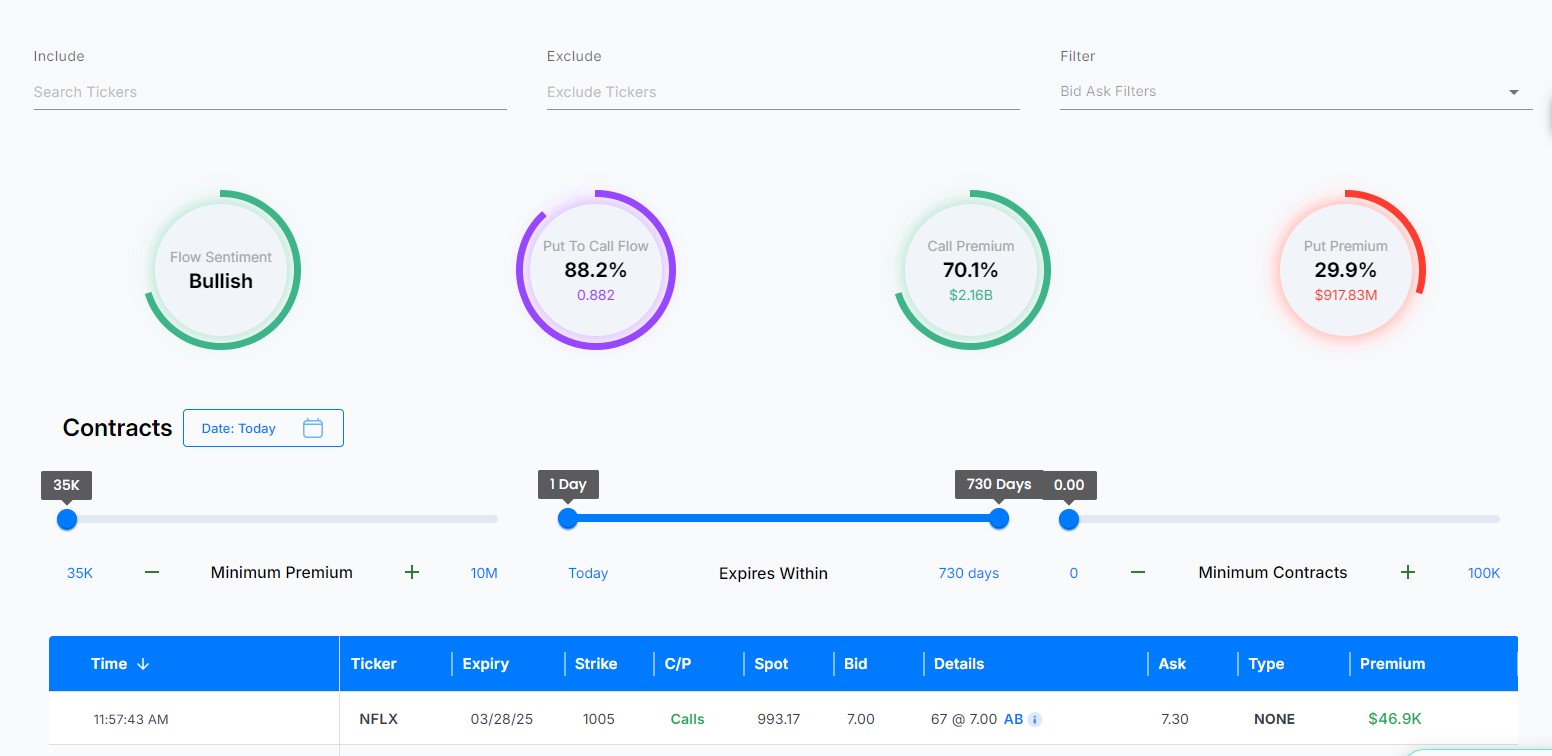 Include Exclude Filter
Search Tickers Exclude Tickers Bid Ask Filters
Flow Sentiment
Bullish
Put To Call Flow
88.2%
0.882
Call Premium
70.1%
$2.16B
Put Premium
29.9%
$917.83M
Contracts Date: Today
35K 1 Day 730 Days 0.00
35K Minimum Premium 10M Today Expires Within 730 days 0 Minimum Contracts 100K
Time Ticker Expiry Strike C/P Spot Bid Details Ask Type Premium
11:57:43 AM NFLX 03/28/25 1005 Calls 993.17 7.00 67 @ 7.00 AB i 7.30 NONE $46.9K